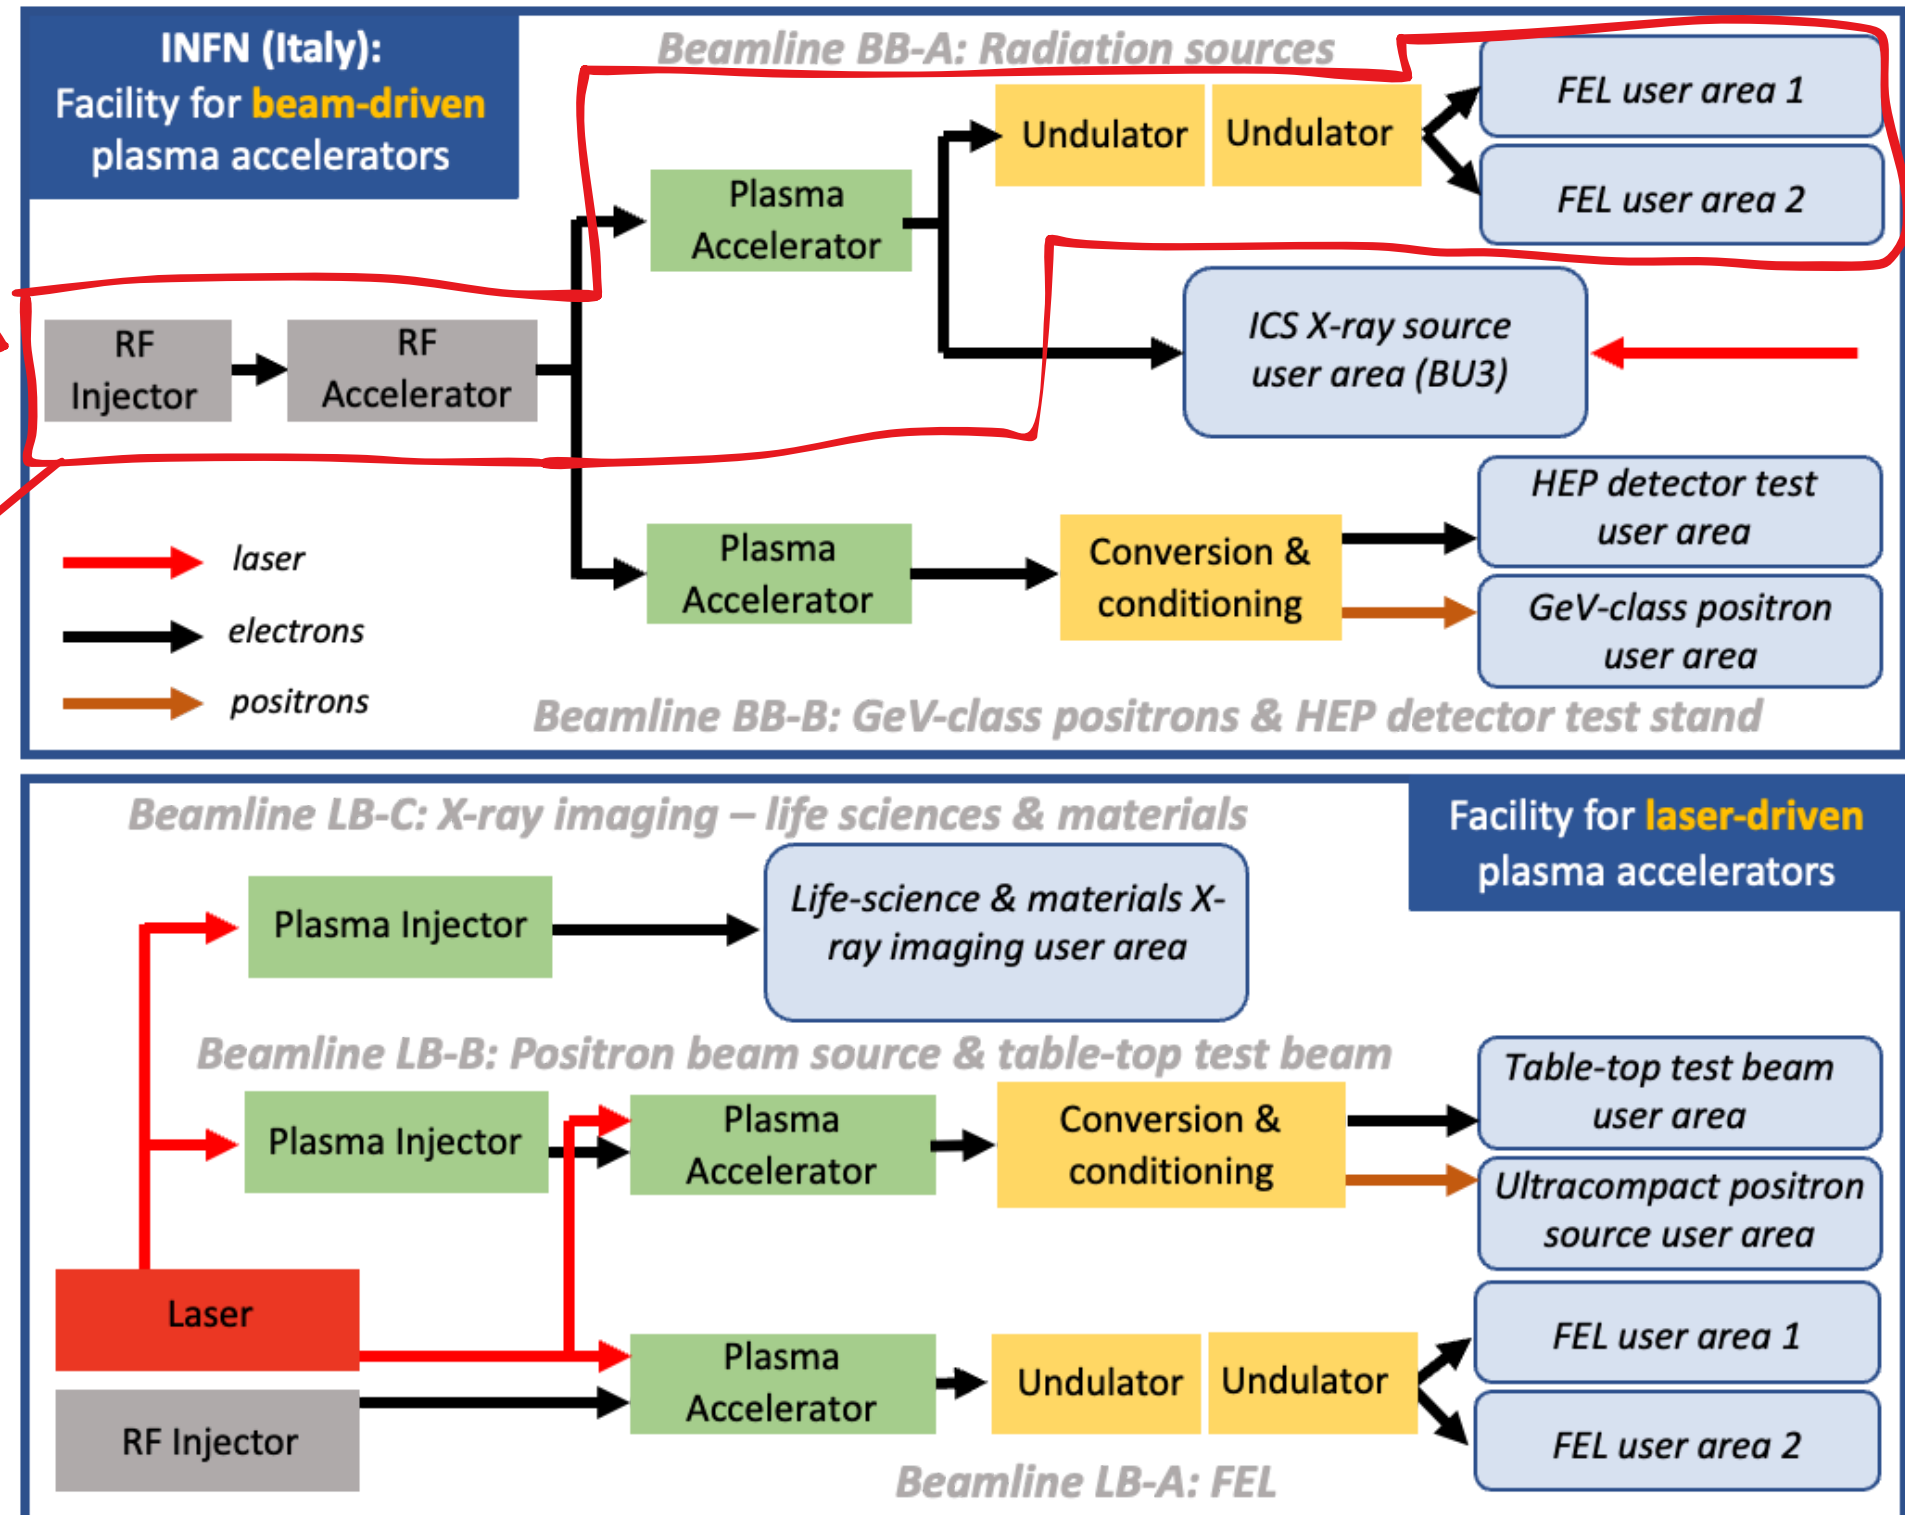 INFN (Italy):
Facility for beam-driven
plasma accelerators
Beamline BB-A: Radiation sources
FEL user area 1
Undulator
Undulator
FEL user area 2
Plasma
Accelerator
RF
Injector
RF
Accelerator
ICS X-ray source
user area (BU3)
HEP detector test
user area
Plasma
Accelerator
Conversion &
conditioning
GeV-class positron
user area
laser
electrons
positrons
Beamline BB-B: GeV-class positrons & HEP detector test stand
Beamline LB-C: X-ray imaging – life sciences & materials
Facility for laser-driven
plasma accelerators
Plasma Injector
Life-science & materials X-
ray imaging user area
Beamline LB-B: Positron beam source & table-top test beam
Plasma Injector
Plasma
Accelerator
Conversion &
conditioning
Table-top test beam
user area
Ultracompact positron
source user area
Laser
RF Injector
Plasma
Accelerator
Undulator
Undulator
FEL user area 1
FEL user area 2
Beamline LB-A: FEL